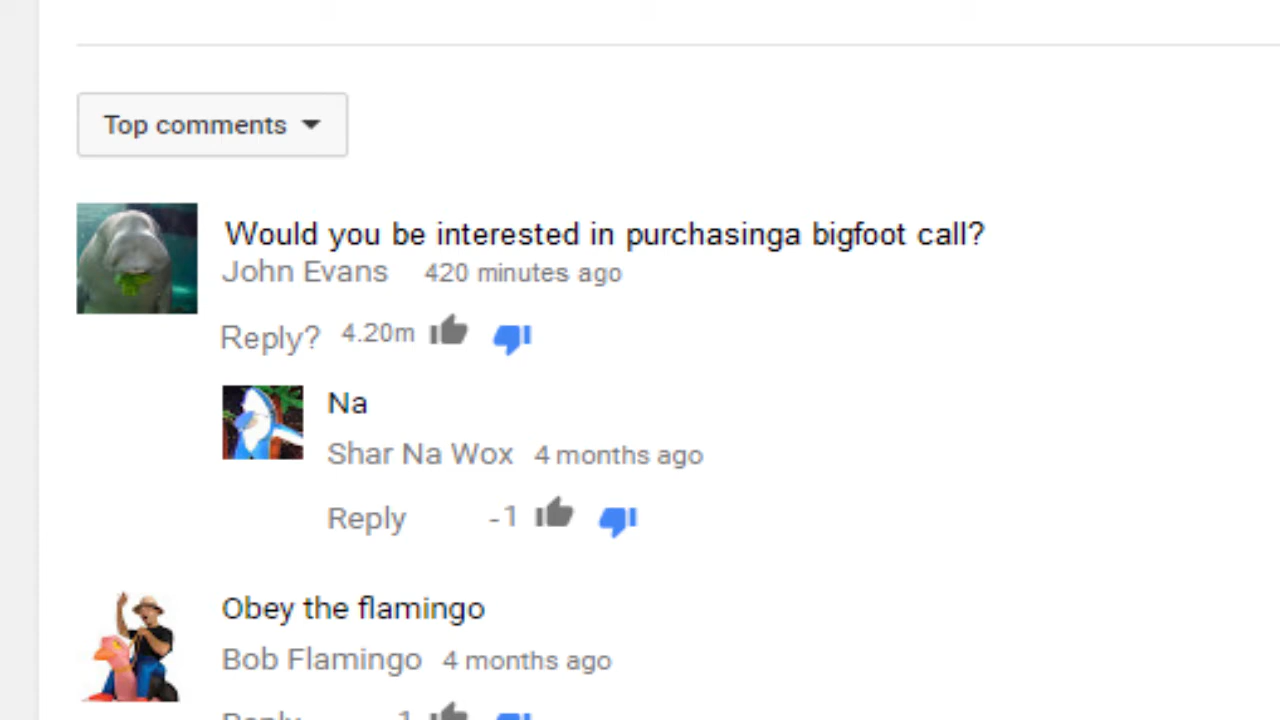 Top comments
Would you be interested in purchasinga bigfoot call?
John Evans 420 minutes ago
Reply? 4.20m
Na
Shar Na Wox 4 months ago
Reply -1
Obey the flamingo
Bob Flamingo 4 months ago
Reply 1